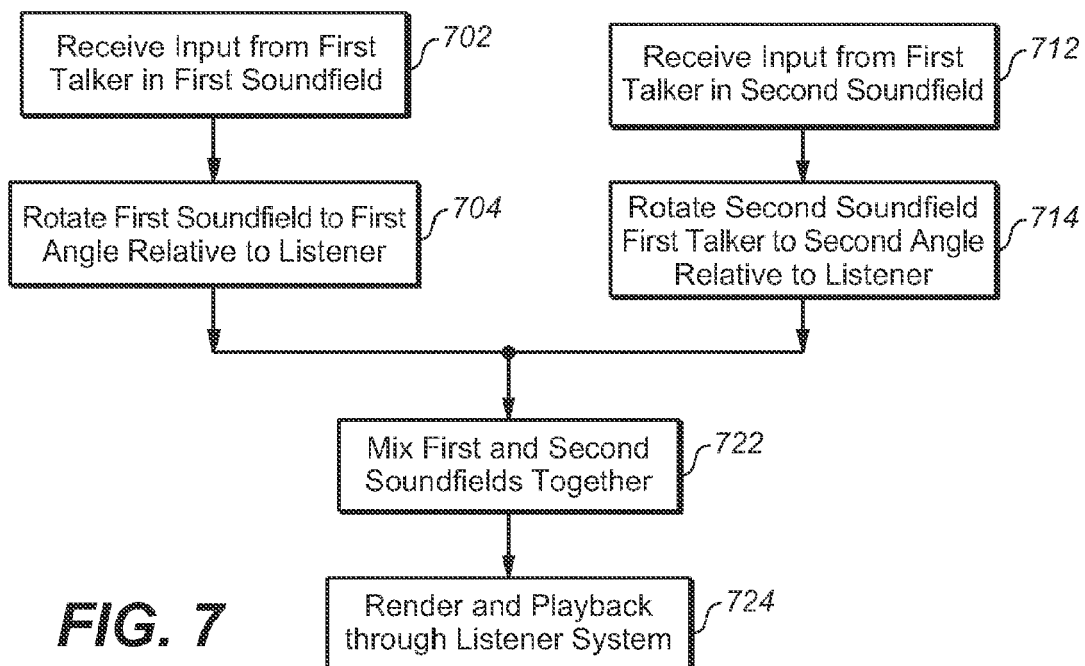 Receive Input from First
Talker in First Soundfield
702
Receive Input from First
Talker in Second Soundfield
712
Rotate First Soundfield to First
Angle Relative to Listener
704
Rotate Second Soundfield
First Talker to Second Angle
Relative to Listener
714
Mix First and Second
Soundfields Together
722
Render and Playback
through Listener System
724
FIG. 7